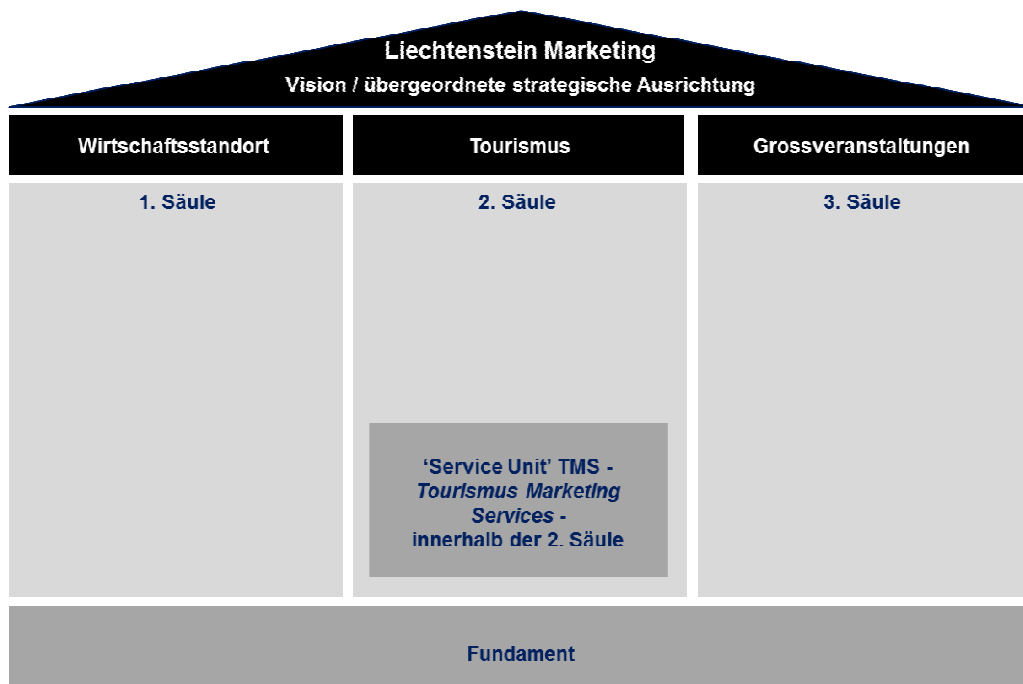 Liechtenstein Marketing
Vision / übergeordnete strategische Ausrichtung
Wirtschaftsstandort
Tourismus
Grossveranstaltungen
1. Säule
2. Säule
3. Säule
‘Service Unit’ TMS -
Tourismus Marketing
Services -
innerhalb der 2. Säule
Fundament